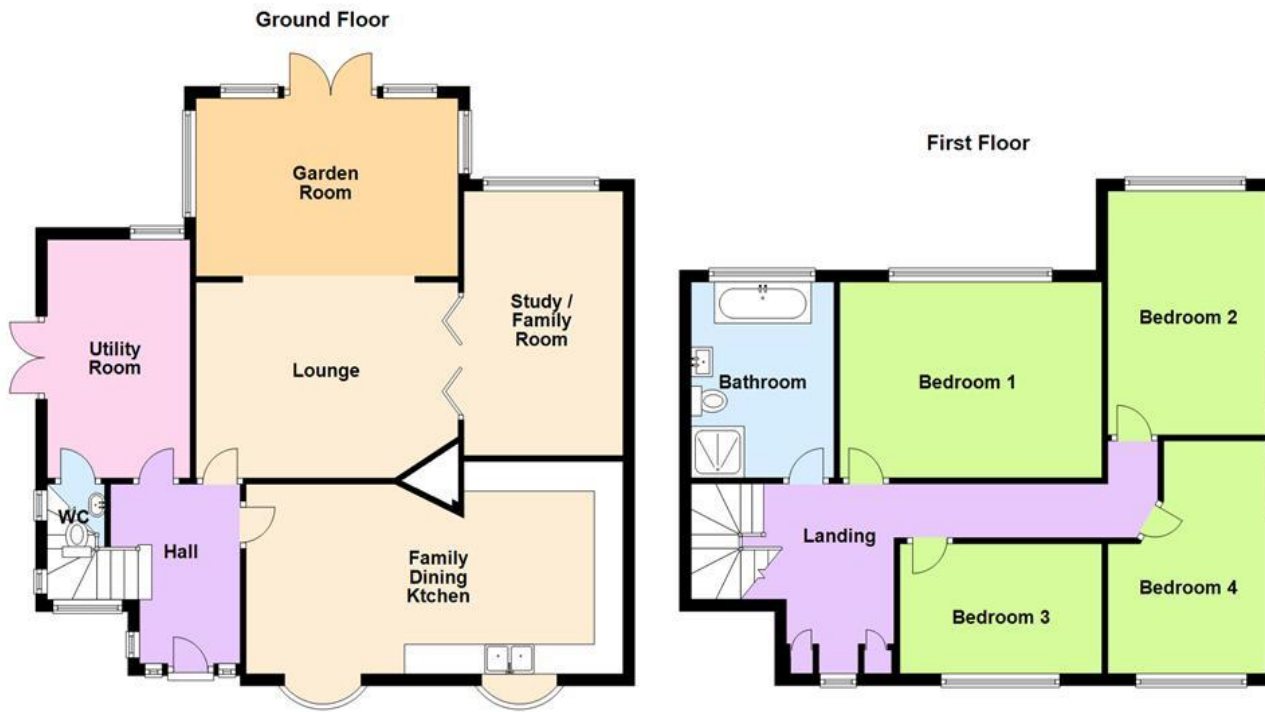 Ground Floor
Garden
Room
Study /
Family
Room
Utility
Room
Lounge
WC
Hall
Family
Dining
Ktchen
First Floor
Bedroom 2
Bathroom
Bedroom 1
Landing
Bedroom 4
Bedroom 3